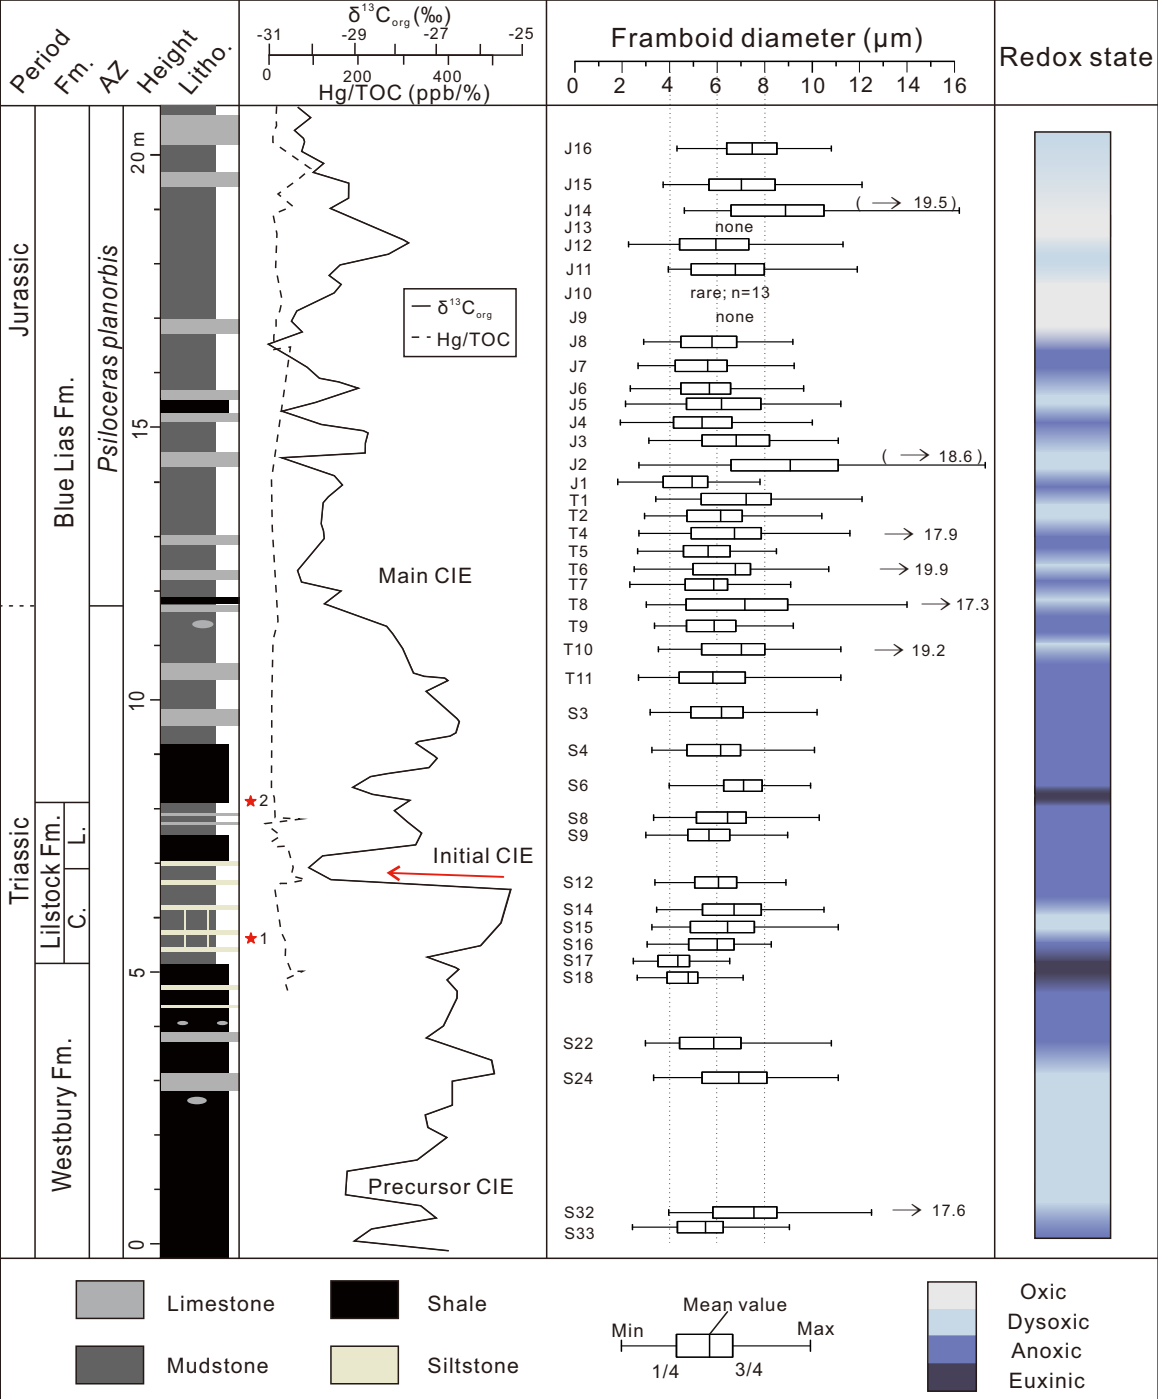 Period
Fm.
AZ
Height
Litho.
δ13Corg (‰)
-31 -29 -27 -25
0 200 400
Hg/TOC (ppb/%)
Framboid diameter (μm)
0 2 4 6 8 10 12 14 16
Redox state
Jurassic
Triassic
Blue Lias Fm.
Lilstock Fm.
L.
C.
Westbury Fm.
Psiloceras planorbis
20 m
15
10
5
0
δ13Corg
Hg/TOC
Main CIE
2
Initial CIE
1
Precursor CIE
J16
J15
J14 ( → 19.5)
J13 none
J12
J11
J10 rare; n=13
J9 none
J8
J7
J6
J5
J4
J3
J2 ( → 18.6)
J1
T1
T2
T4 → 17.9
T5
T6 → 19.9
T7
T8 → 17.3
T9
T10 → 19.2
T11
S3
S4
S6
S8
S9
S12
S14
S15
S16
S17
S18
S22
S24
S32 → 17.6
S33
Limestone
Shale
Mudstone
Siltstone
Mean value
Min Max
1/4 3/4
Oxic
Dysoxic
Anoxic
Euxinic